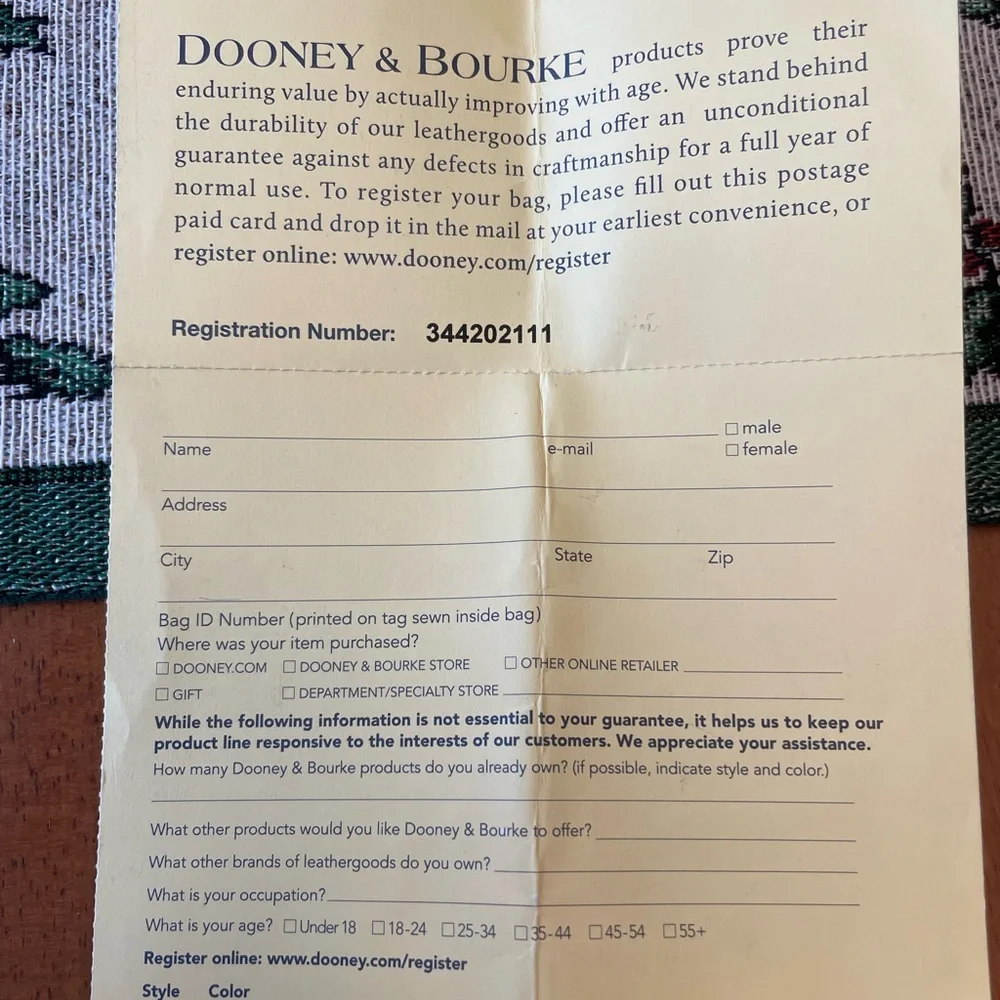 DOONEY & BOURKE products prove their
enduring value by actually improving with age. We stand behind
the durability of our leathergoods and offer an unconditional
guarantee against any defects in craftmanship for a full year of
normal use. To register your bag, please fill out this postage
paid card and drop it in the mail at your earliest convenience, or
register online: www.dooney.com/register
Registration Number: 344202111
☐ male
Name e-mail ☐ female
Address
City State Zip
Bag ID Number (printed on tag sewn inside bag)
Where was your item purchased?
☐ DOONEY.COM ☐ DOONEY & BOURKE STORE ☐ OTHER ONLINE RETAILER
☐ GIFT ☐ DEPARTMENT/SPECIALTY STORE
While the following information is not essential to your guarantee, it helps us to keep our
product line responsive to the interests of our customers. We appreciate your assistance.
How many Dooney & Bourke products do you already own? (if possible, indicate style and color.)
What other products would you like Dooney & Bourke to offer?
What other brands of leathergoods do you own?
What is your occupation?
What is your age? ☐ Under 18 ☐ 18-24 ☐ 25-34 ☐ 35-44 ☐ 45-54 ☐ 55+
Register online: www.dooney.com/register
Style Color